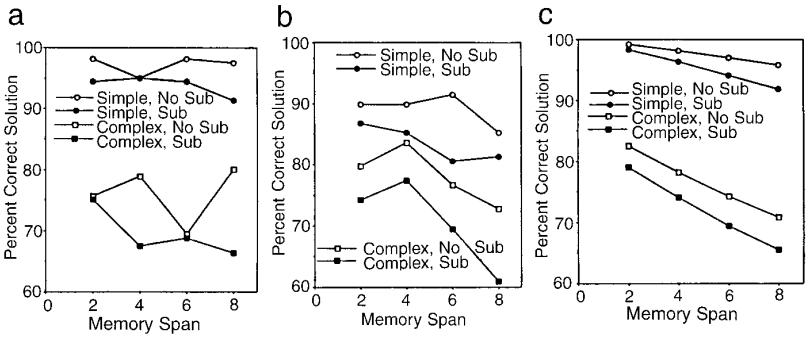 a
100
90
80
70
60
Percent Correct Solution
Simple, No Sub
Simple, Sub
Complex, No Sub
Complex, Sub
0 2 4 6 8
Memory Span
b
100
90
80
70
60
Percent Correct Solution
Simple, No Sub
Simple, Sub
Complex, No Sub
Complex, Sub
0 2 4 6 8
Memory Span
c
100
90
80
70
60
Percent Correct Solution
Simple, No Sub
Simple, Sub
Complex, No Sub
Complex, Sub
0 2 4 6 8
Memory Span